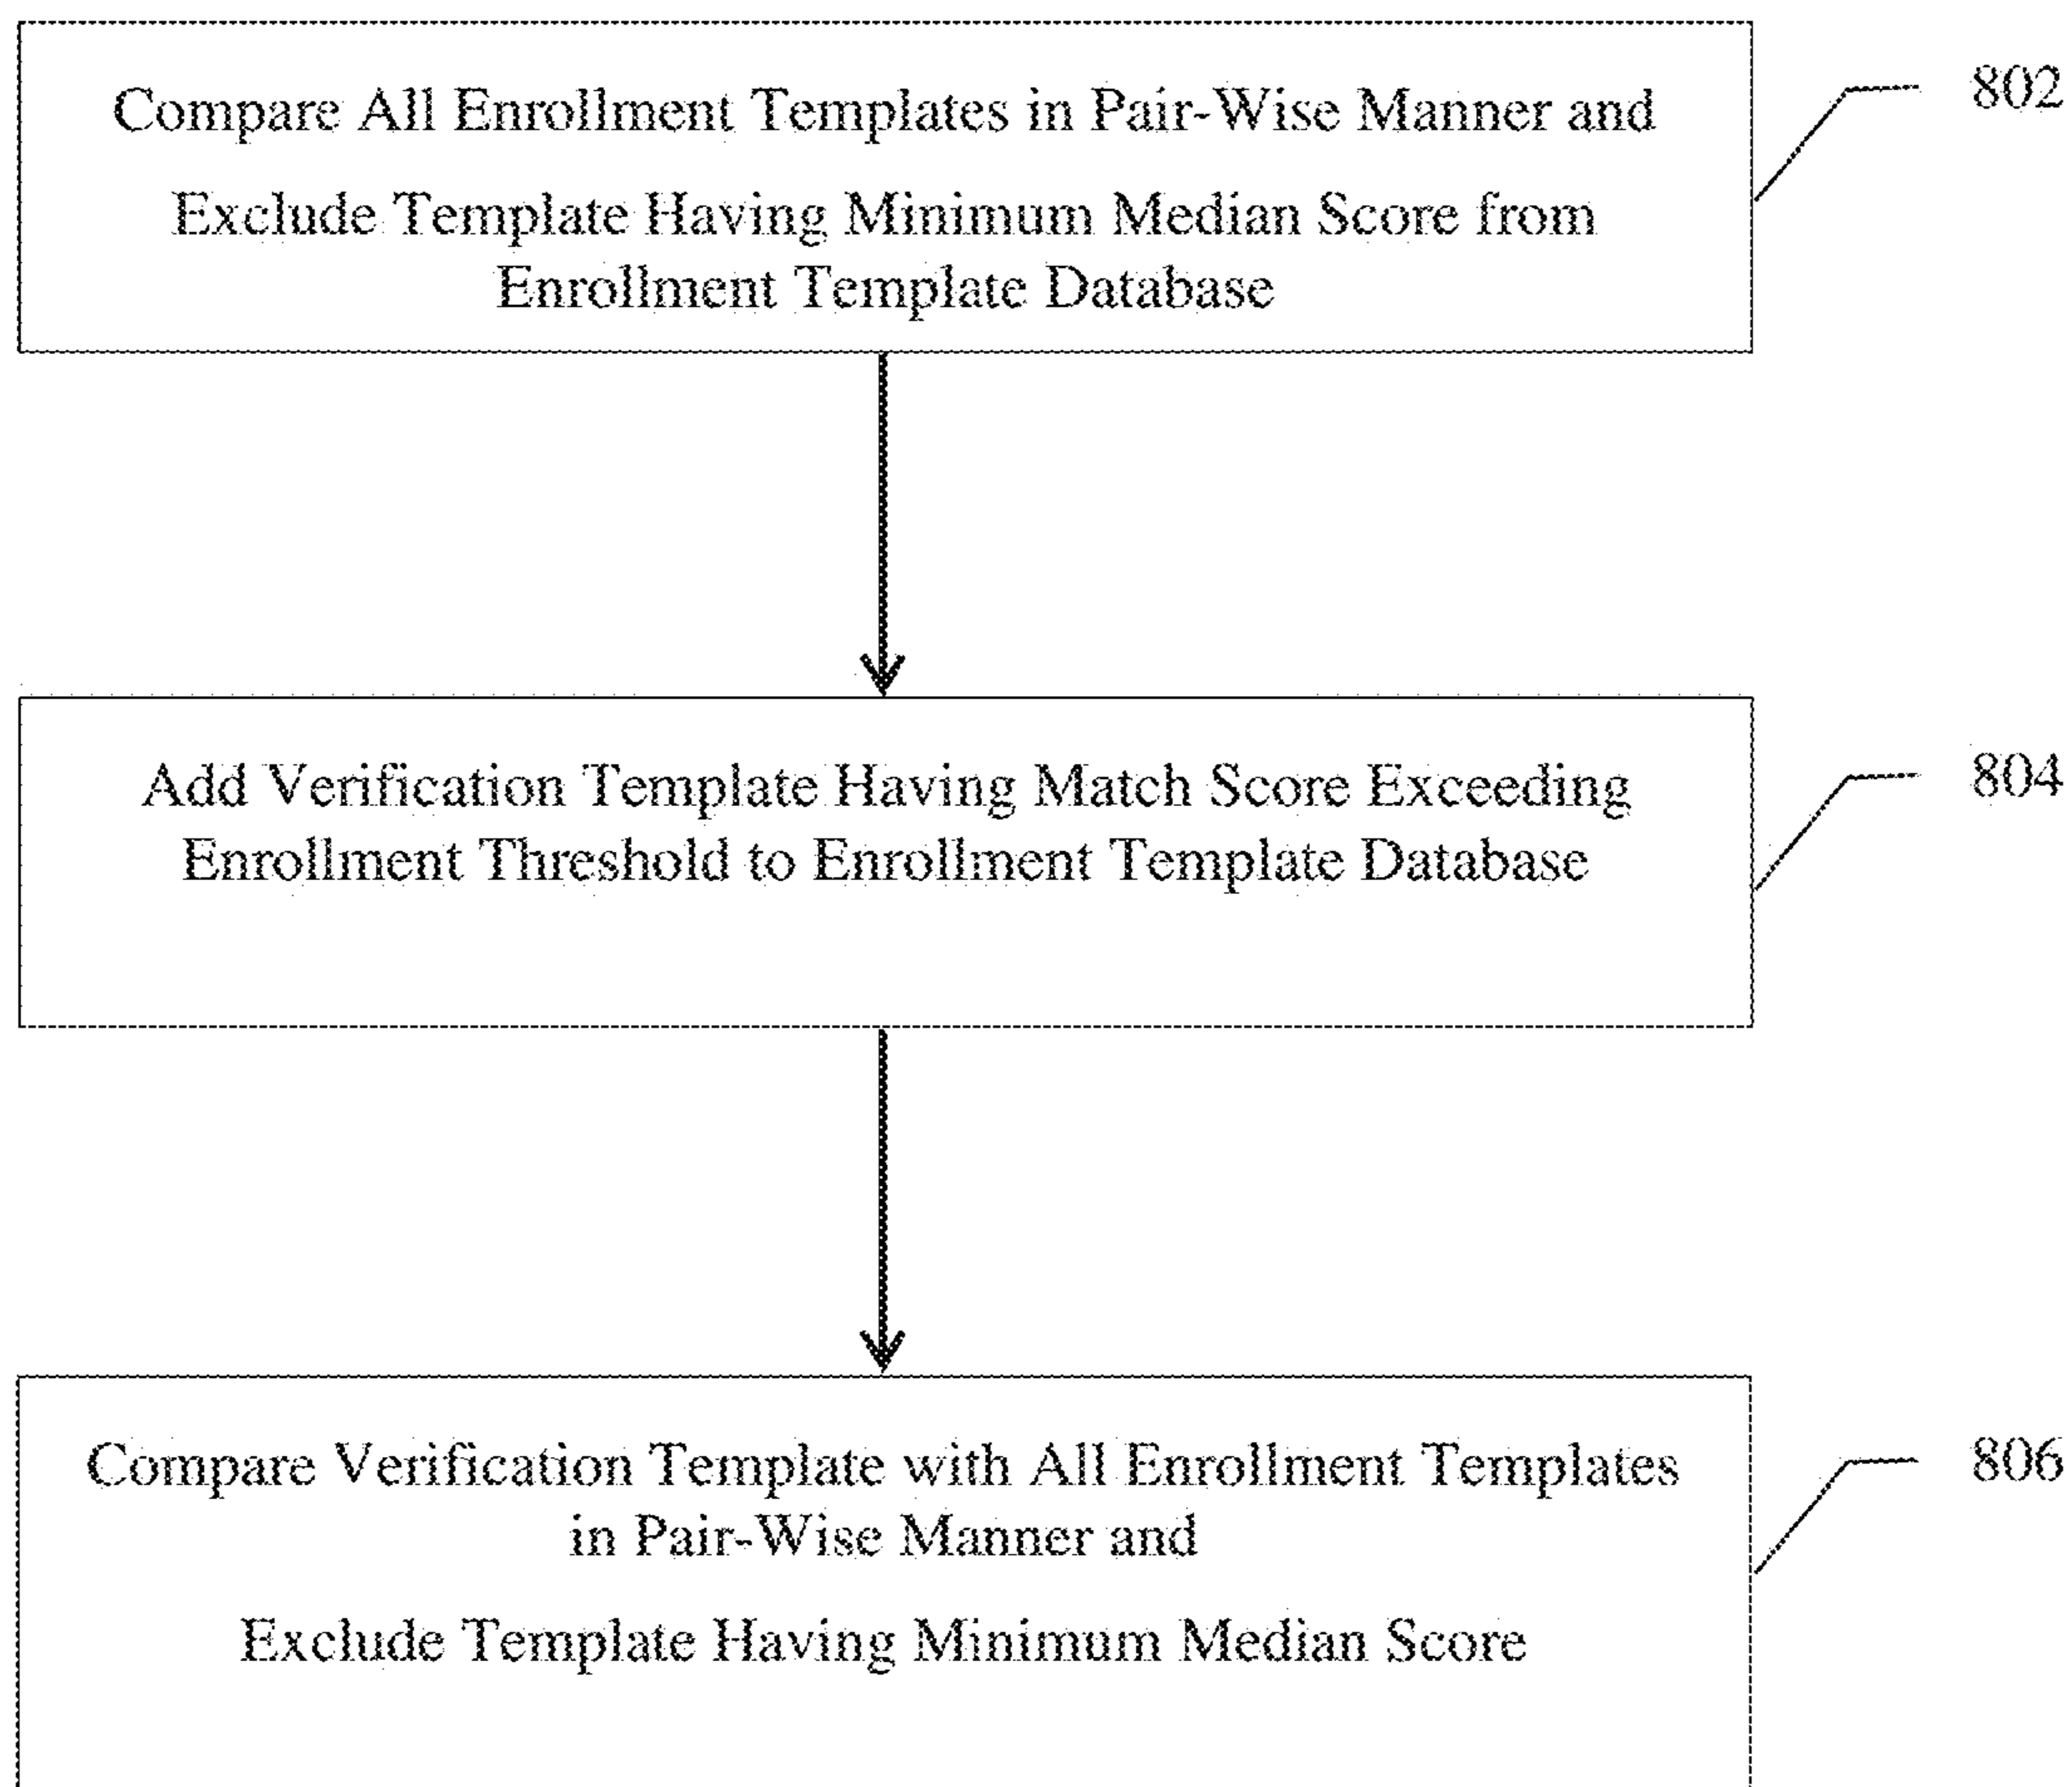 Compare All Enrollment Templates in Pair-Wise Manner and
Exclude Template Having Minimum Median Score from
Enrollment Template Database
802
Add Verification Template Having Match Score Exceeding
Enrollment Threshold to Enrollment Template Database
804
Compare Verification Template with All Enrollment Templates
in Pair-Wise Manner and
Exclude Template Having Minimum Median Score
806